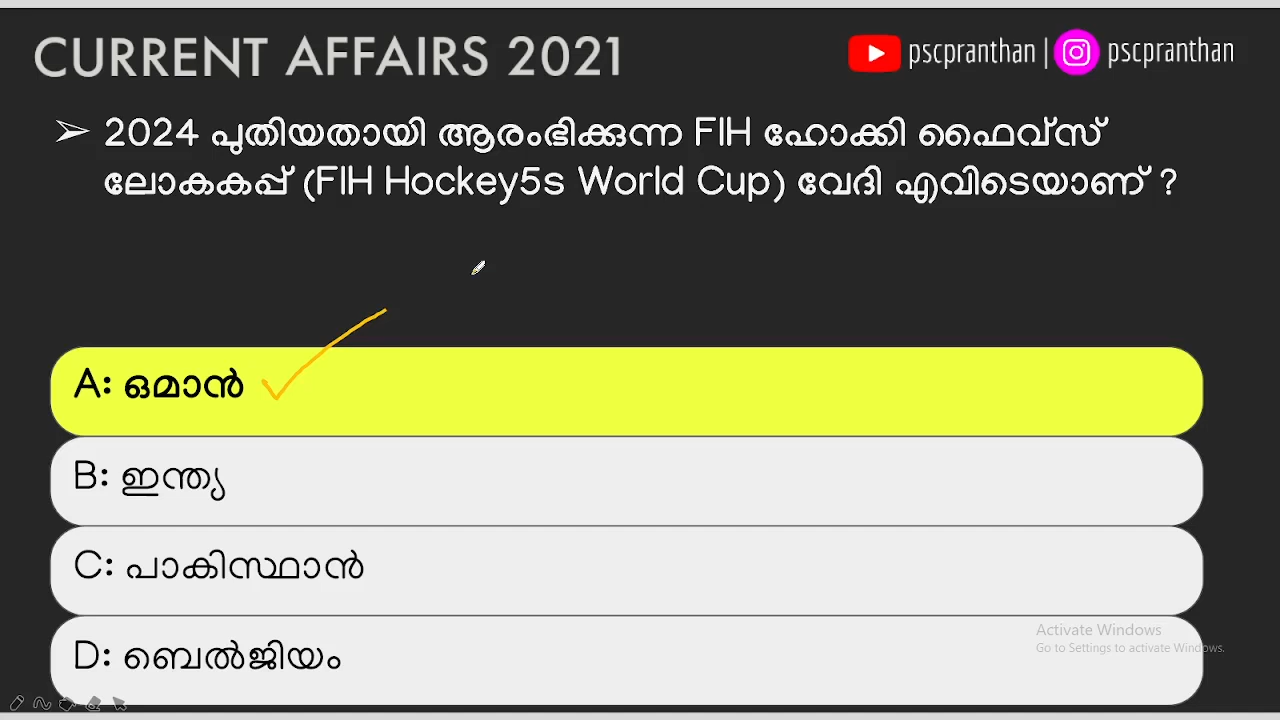 CURRENT AFFAIRS 2021
pscpranthan | pscpranthan
➢ 2024 പുതിയതായി ആരംഭിക്കുന്ന FIH ഹോക്കി ഫൈവ്സ്
ലോകകപ്പ് (FIH Hockey5s World Cup) വേദി എവിടെയാണ് ?
A: ഒമാൻ
B: ഇന്ത്യ
C: പാകിസ്ഥാൻ
D: ബെൽജിയം
Activate Windows
Go to Settings to activate Windows.